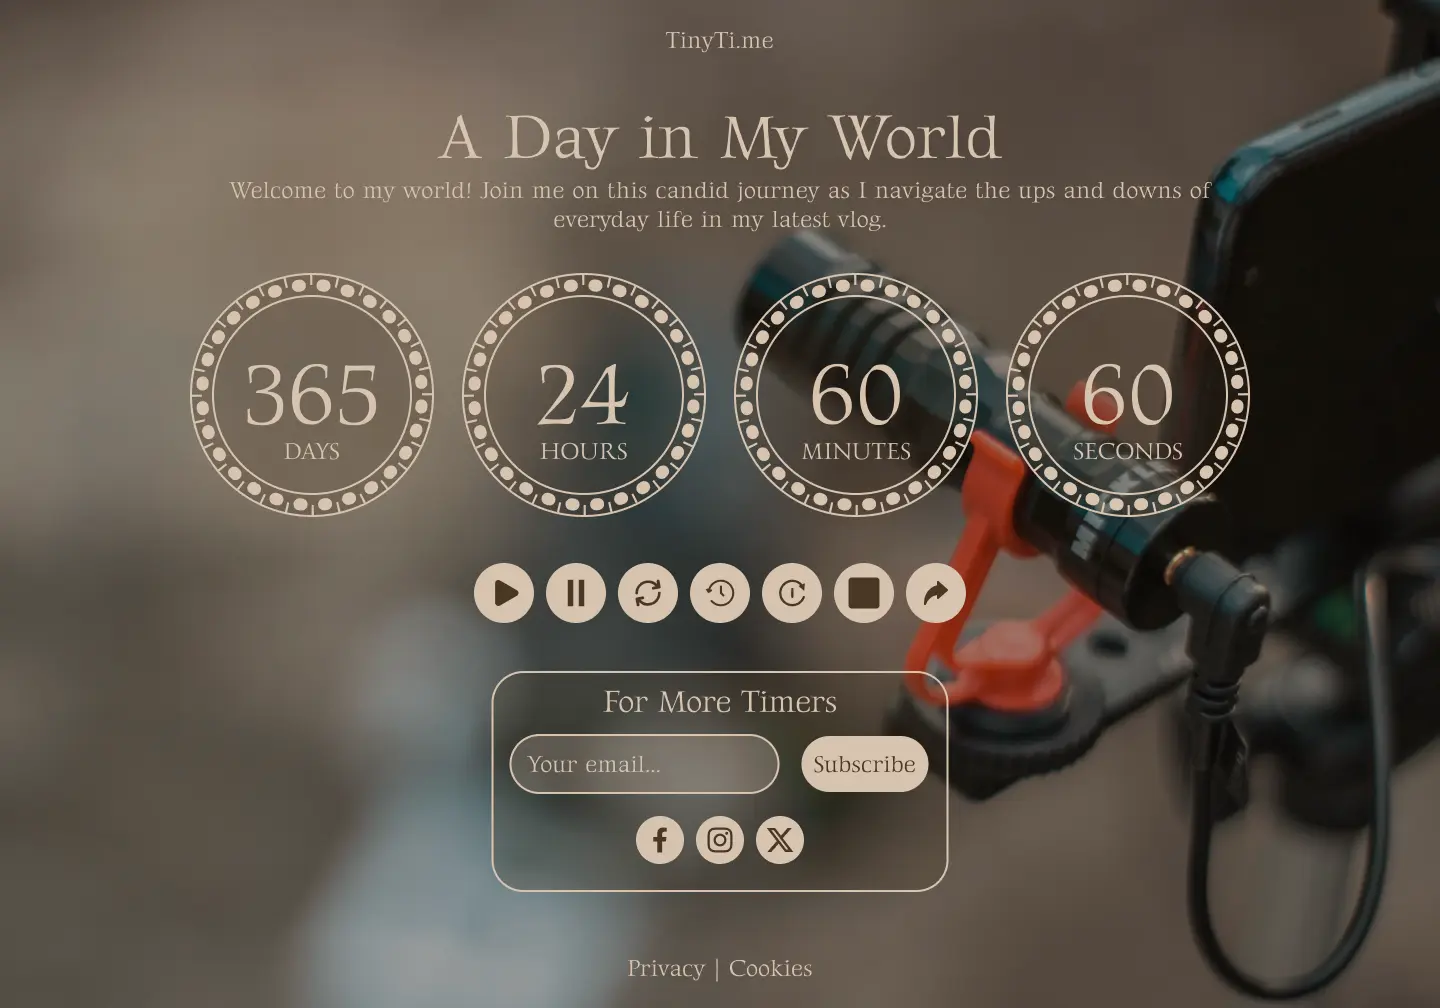 TinyTi.me
A Day in My World
Welcome to my world! Join me on this candid journey as I navigate the ups and downs of
everyday life in my latest vlog.
365
DAYS
24
HOURS
60
MINUTES
60
SECONDS
For More Timers
Your email...
Subscribe
Privacy | Cookies